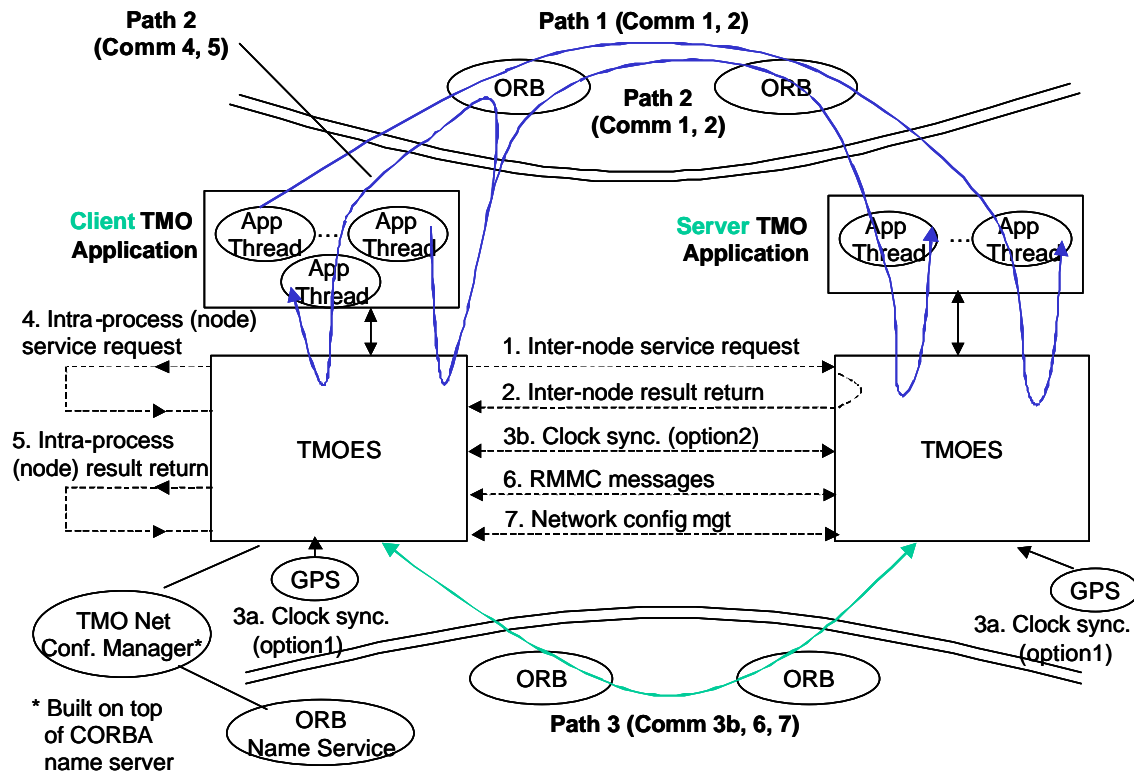 Path 2
(Comm 4, 5)
Path 1 (Comm 1, 2)
ORB
ORB
Path 2
(Comm 1, 2)
Client TMO
Application
App
Thread
...
App
Thread
App
Thread
Server TMO
Application
App
Thread
...
App
Thread
4. Intra-process (node)
service request
1. Inter-node service request
2. Inter-node result return
5. Intra-process
(node) result return
TMOES
3b. Clock sync. (option2)
TMOES
6. RMMC messages
7. Network config mgt
GPS
GPS
3a. Clock sync.
(option1)
3a. Clock sync.
(option1)
TMO Net
Conf. Manager*
ORB
ORB
Path 3 (Comm 3b, 6, 7)
* Built on top
of CORBA
name server
ORB
Name Service